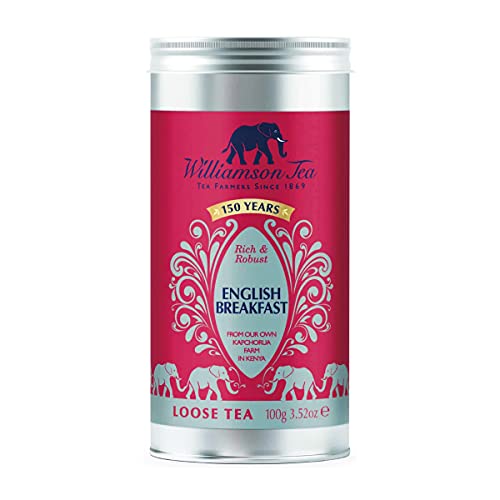 Williamson Tea
TEA FARMERS SINCE 1869
150 YEARS
Rich &
Robust
ENGLISH
BREAKFAST
FROM OUR OWN
KAPCHORUA
FARM
IN KENYA
LOOSE TEA 100g 3.52oz ℮